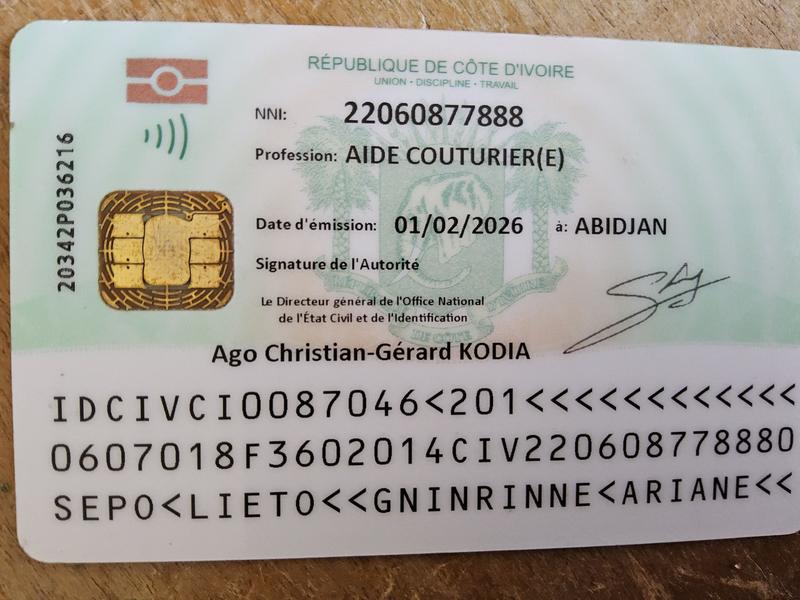 RÉPUBLIQUE DE CÔTE D'IVOIRE
UNION - DISCIPLINE - TRAVAIL
NNI: 22060877888
Profession: AIDE COUTURIER(E)
20342P036216
Date d'émission: 01/02/2026 à: ABIDJAN
Signature de l'Autorité
Le Directeur général de l'Office National
de l'État Civil et de l'Identification
Ago Christian-Gérard KODIA
IDCIVCI0087046<201<<<<<<<<<<<<
0607018F3602014CIV220608778880
SEPO<LIETO<<GNINRINNE<ARIANE<<